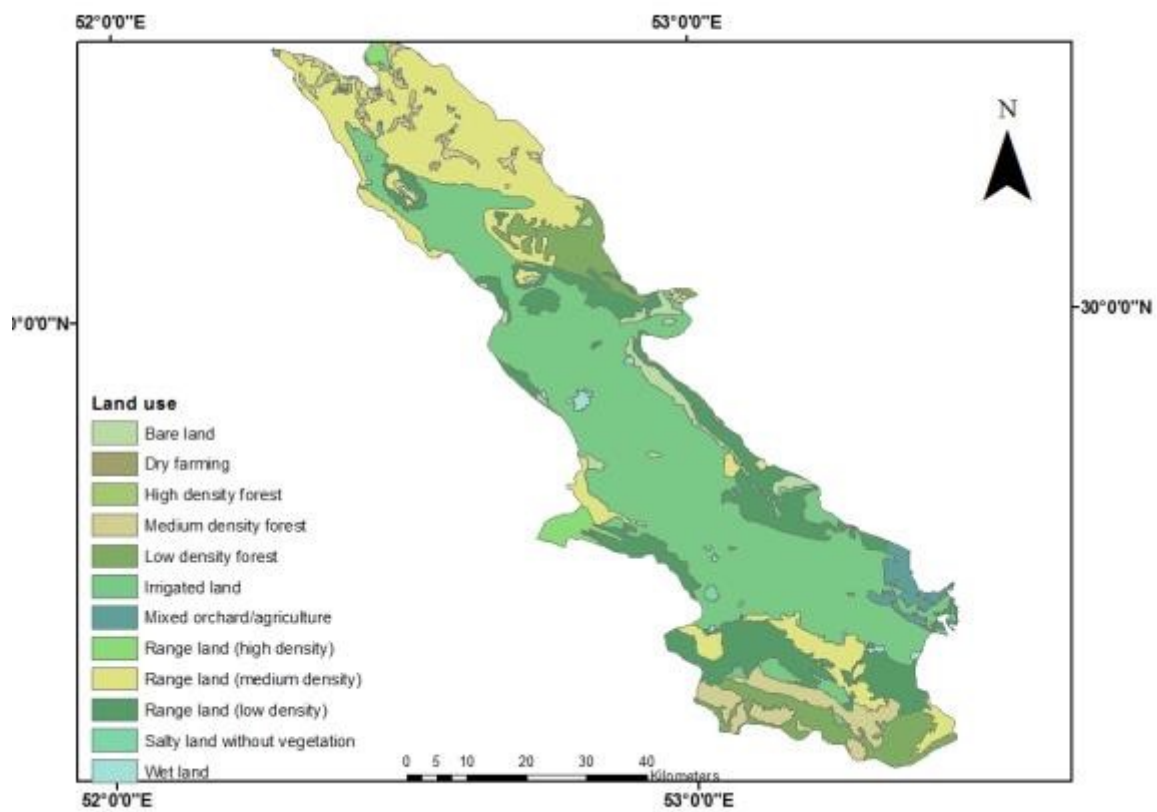 52°0'0"E 53°0'0"E
N
30°0'0"N
0°0'0"N
Land use
Bare land
Dry farming
High density forest
Medium density forest
Low density forest
Irrigated land
Mixed orchard/agriculture
Range land (high density)
Range land (medium density)
Range land (low density)
Salty land without vegetation
Wet land
0 5 10 20 30 40
Kilometers
52°0'0"E 53°0'0"E